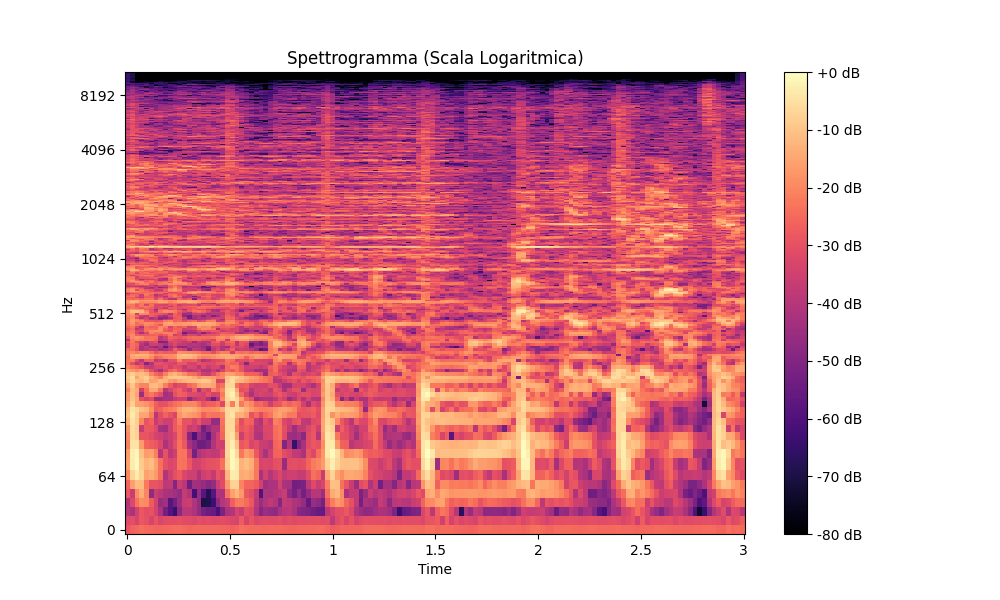 Spettrogramma (Scala Logaritmica)
Hz
8192
4096
2048
1024
512
256
128
64
0
0 0.5 1 1.5 2 2.5 3
Time
+0 dB
-10 dB
-20 dB
-30 dB
-40 dB
-50 dB
-60 dB
-70 dB
-80 dB